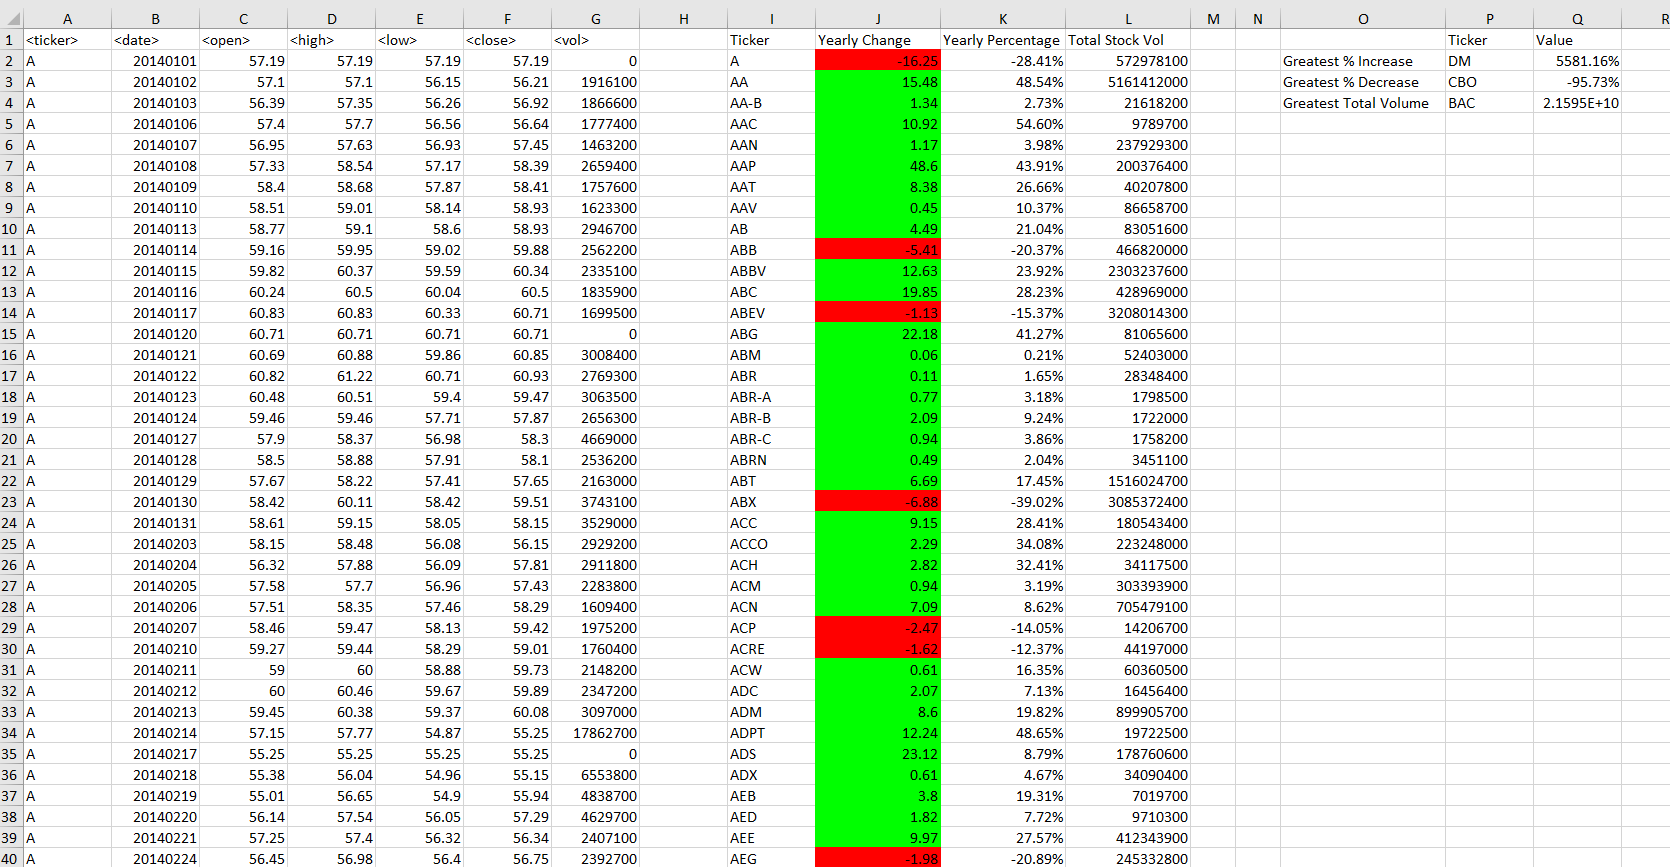 A B C D E F G H I J K L M N O P Q R
1 <ticker> <date> <open> <high> <low> <close> <vol> Ticker Yearly Change Yearly Percentage Total Stock Vol Ticker Value
2 A 20140101 57.19 57.19 57.19 57.19 0 A -16.25 -28.41% 572978100 Greatest % Increase DM 5581.16%
3 A 20140102 57.1 57.1 56.15 56.21 1916100 AA 15.48 48.54% 5161412000 Greatest % Decrease CBO -95.73%
4 A 20140103 56.39 57.35 56.26 56.92 1866600 AA-B 1.34 2.73% 21618200 Greatest Total Volume BAC 2.1595E+10
5 A 20140106 57.4 57.7 56.56 56.64 1777400 AAC 10.92 54.60% 9789700
6 A 20140107 56.95 57.63 56.93 57.45 1463200 AAN 1.17 3.98% 237929300
7 A 20140108 57.33 58.54 57.17 58.39 2659400 AAP 48.6 43.91% 200376400
8 A 20140109 58.4 58.68 57.87 58.41 1757600 AAT 8.38 26.66% 40207800
9 A 20140110 58.51 59.01 58.14 58.93 1623300 AAV 0.45 10.37% 86658700
10 A 20140113 58.77 59.1 58.6 58.93 2946700 AB 4.49 21.04% 83051600
11 A 20140114 59.16 59.95 59.02 59.88 2562200 ABB -5.41 -20.37% 466820000
12 A 20140115 59.82 60.37 59.59 60.34 2335100 ABBV 12.63 23.92% 2303237600
13 A 20140116 60.24 60.5 60.04 60.5 1835900 ABC 19.85 28.23% 428969000
14 A 20140117 60.83 60.83 60.33 60.71 1699500 ABEV -1.13 -15.37% 3208014300
15 A 20140120 60.71 60.71 60.71 60.71 0 ABG 22.18 41.27% 81065600
16 A 20140121 60.69 60.88 59.86 60.85 3008400 ABM 0.06 0.21% 52403000
17 A 20140122 60.82 61.22 60.71 60.93 2769300 ABR 0.11 1.65% 28348400
18 A 20140123 60.48 60.51 59.4 59.47 3063500 ABR-A 0.77 3.18% 1798500
19 A 20140124 59.46 59.46 57.71 57.87 2656300 ABR-B 2.09 9.24% 1722000
20 A 20140127 57.9 58.37 56.98 58.3 4669000 ABR-C 0.94 3.86% 1758200
21 A 20140128 58.5 58.88 57.91 58.1 2536200 ABRN 0.49 2.04% 3451100
22 A 20140129 57.67 58.22 57.41 57.65 2163000 ABT 6.69 17.45% 1516024700
23 A 20140130 58.42 60.11 58.42 59.51 3743100 ABX -6.88 -39.02% 3085372400
24 A 20140131 58.61 59.15 58.05 58.15 3529000 ACC 9.15 28.41% 180543400
25 A 20140203 58.15 58.48 56.08 56.15 2929200 ACCO 2.29 34.08% 223248000
26 A 20140204 56.32 57.88 56.09 57.81 2911800 ACH 2.82 32.41% 34117500
27 A 20140205 57.58 57.7 56.96 57.43 2283800 ACM 0.94 3.19% 303393900
28 A 20140206 57.51 58.35 57.46 58.29 1609400 ACN 7.09 8.62% 705479100
29 A 20140207 58.46 59.47 58.13 59.42 1975200 ACP -2.47 -14.05% 14206700
30 A 20140210 59.27 59.44 58.29 59.01 1760400 ACRE -1.62 -12.37% 44197000
31 A 20140211 59 60 58.88 59.73 2148200 ACW 0.61 16.35% 60360500
32 A 20140212 60 60.46 59.67 59.89 2347200 ADC 2.07 7.13% 16456400
33 A 20140213 59.45 60.38 59.37 60.08 3097000 ADM 8.6 19.82% 899905700
34 A 20140214 57.15 57.77 54.87 55.25 17862700 ADPT 12.24 48.65% 19722500
35 A 20140217 55.25 55.25 55.25 55.25 0 ADS 23.12 8.79% 178760600
36 A 20140218 55.38 56.04 54.96 55.15 6553800 ADX 0.61 4.67% 34090400
37 A 20140219 55.01 56.65 54.9 55.94 4838700 AEB 3.8 19.31% 7019700
38 A 20140220 56.14 57.54 56.05 57.29 4629700 AED 1.82 7.72% 9710300
39 A 20140221 57.25 57.4 56.32 56.34 2407100 AEE 9.97 27.57% 412343900
40 A 20140224 56.45 56.98 56.4 56.75 2392700 AEG -1.98 -20.89% 245332800